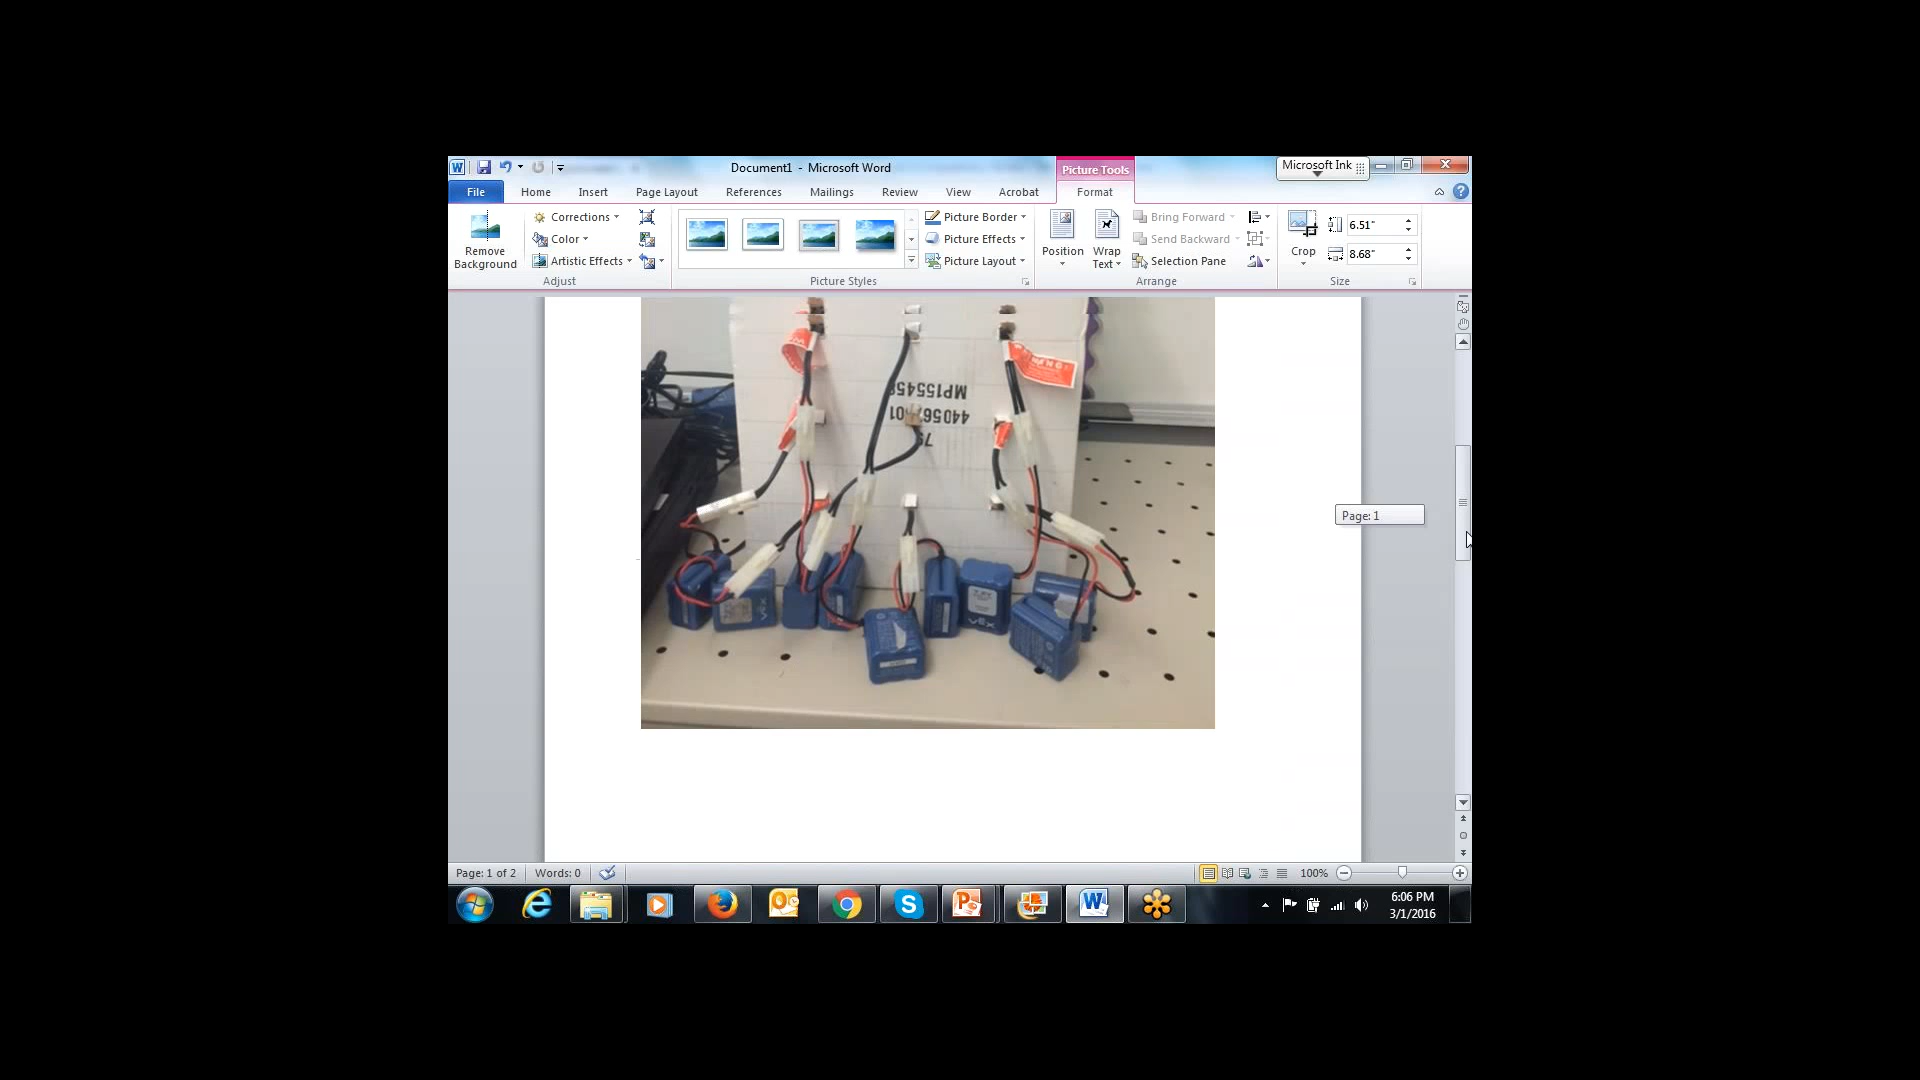 Document1 - Microsoft Word
Picture Tools
Microsoft Ink
File
Home
Insert
Page Layout
References
Mailings
Review
View
Acrobat
Format
Remove Background
Corrections
Color
Artistic Effects
Adjust
Picture Styles
Picture Border
Picture Effects
Picture Layout
Position
Wrap Text
Bring Forward
Send Backward
Selection Pane
Arrange
Crop
6.51"
8.68"
Size
MP155458
vex
vex
Page: 1
Page: 1 of 2
Words: 0
100%
6:06 PM
3/1/2016